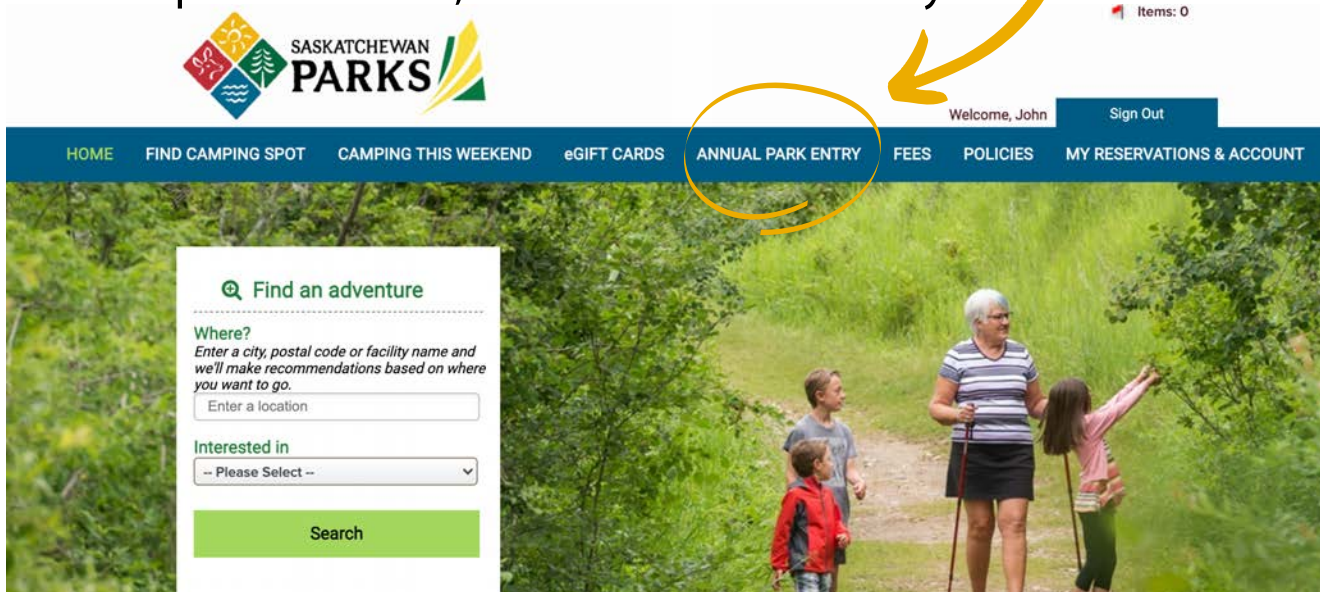 Items: 0
SASKATCHEWAN
PARKS
Welcome, John
Sign Out
HOME
FIND CAMPING SPOT
CAMPING THIS WEEKEND
eGIFT CARDS
ANNUAL PARK ENTRY
FEES
POLICIES
MY RESERVATIONS & ACCOUNT
Find an adventure
Where?
Enter a city, postal code or facility name and
we'll make recommendations based on where
you want to go.
Enter a location
Interested in
-- Please Select --
Search